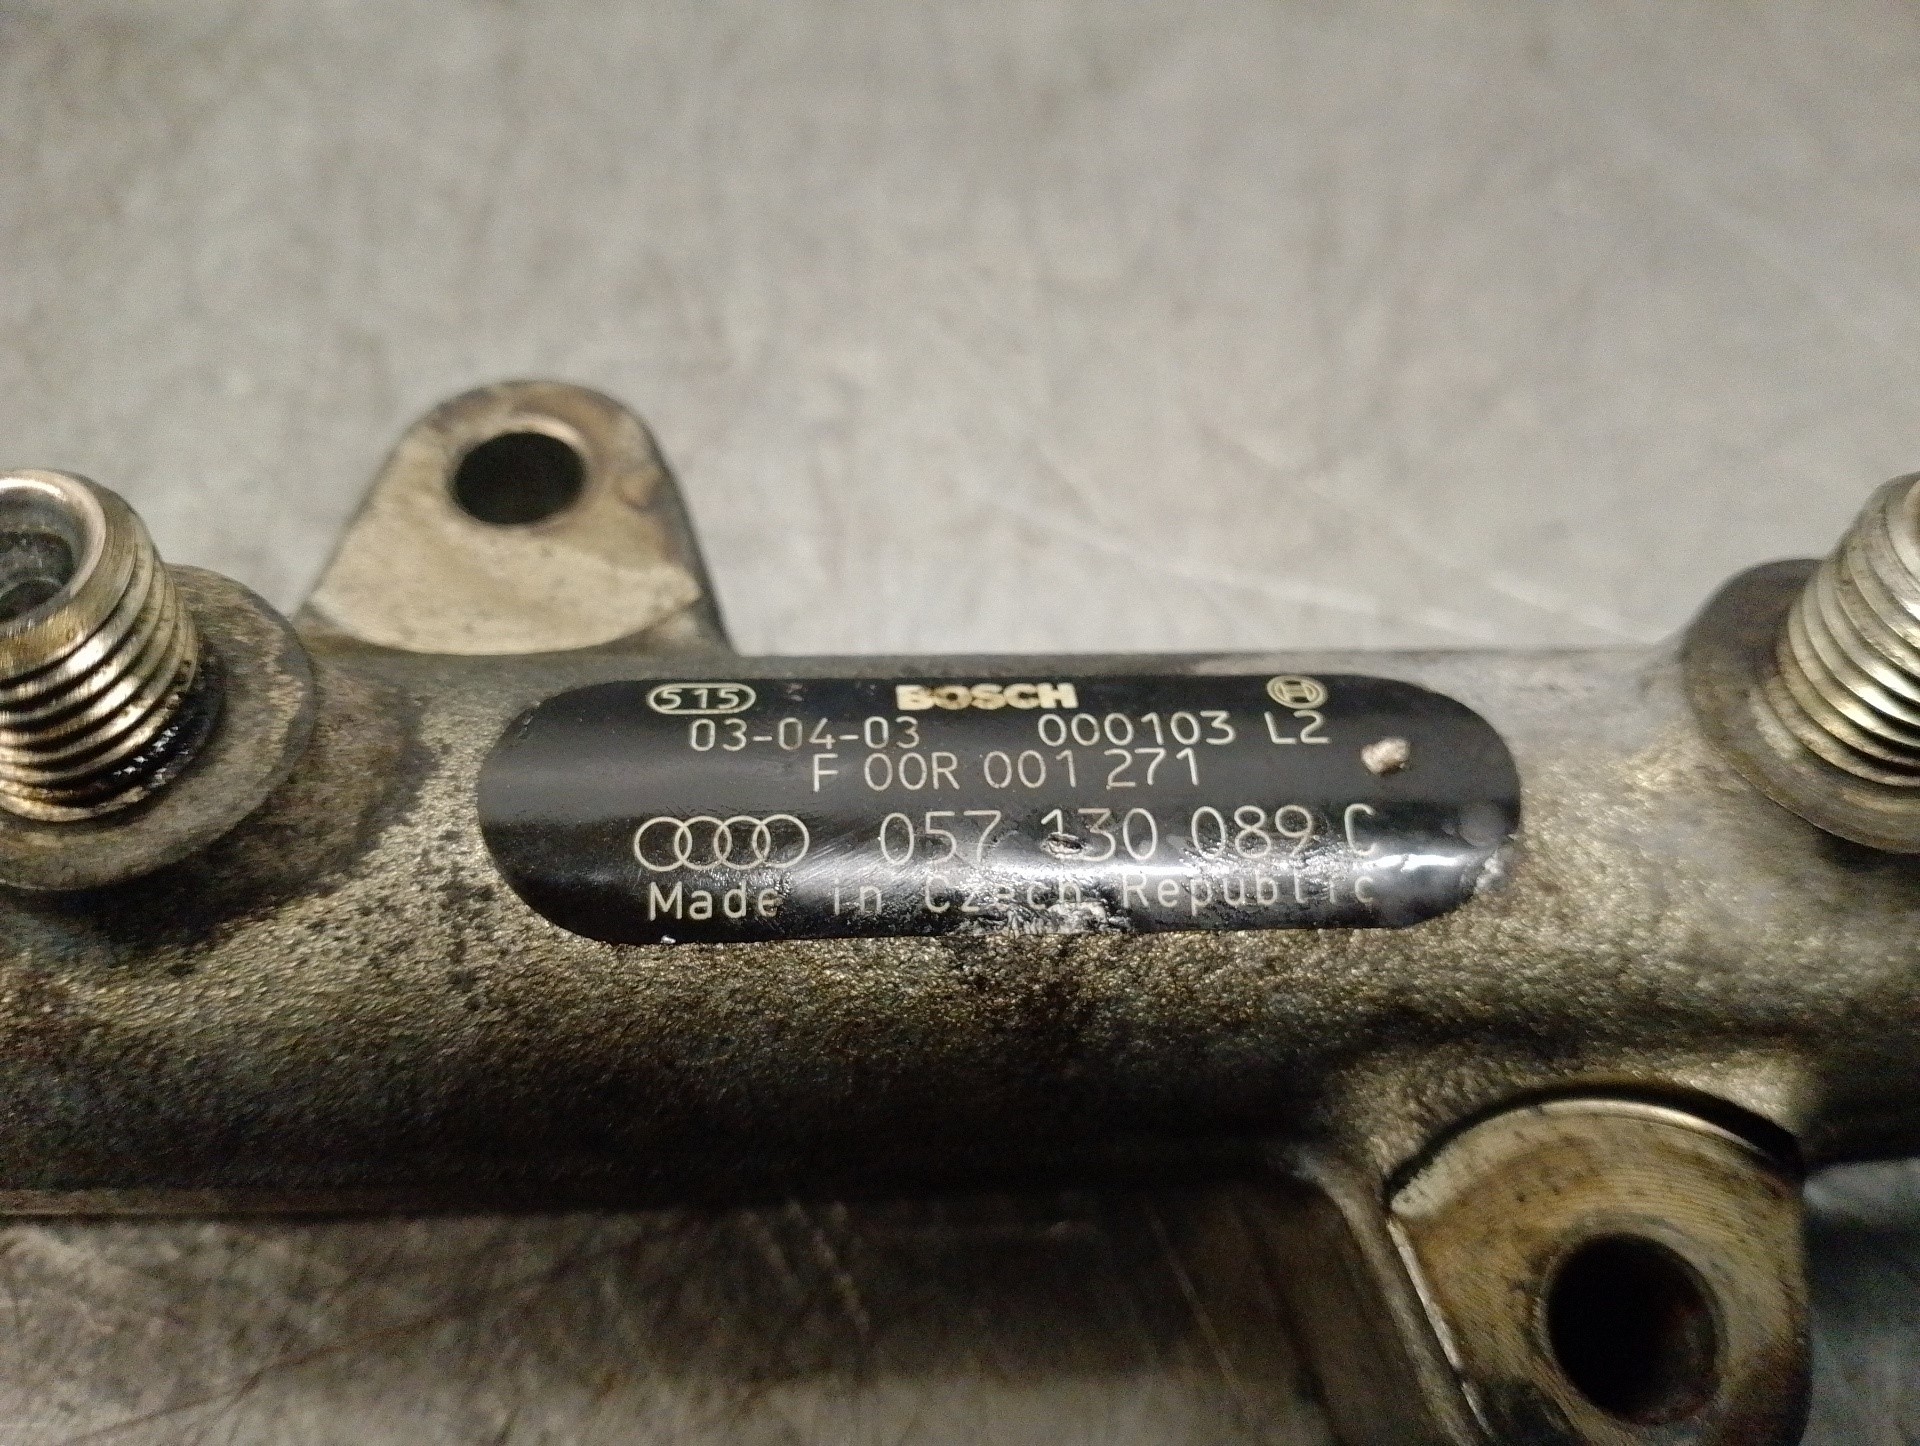 515 BOSCH
03-04-03 000103 L2
F 00R 001 271
057 130 089 C
Made in Czech Republic